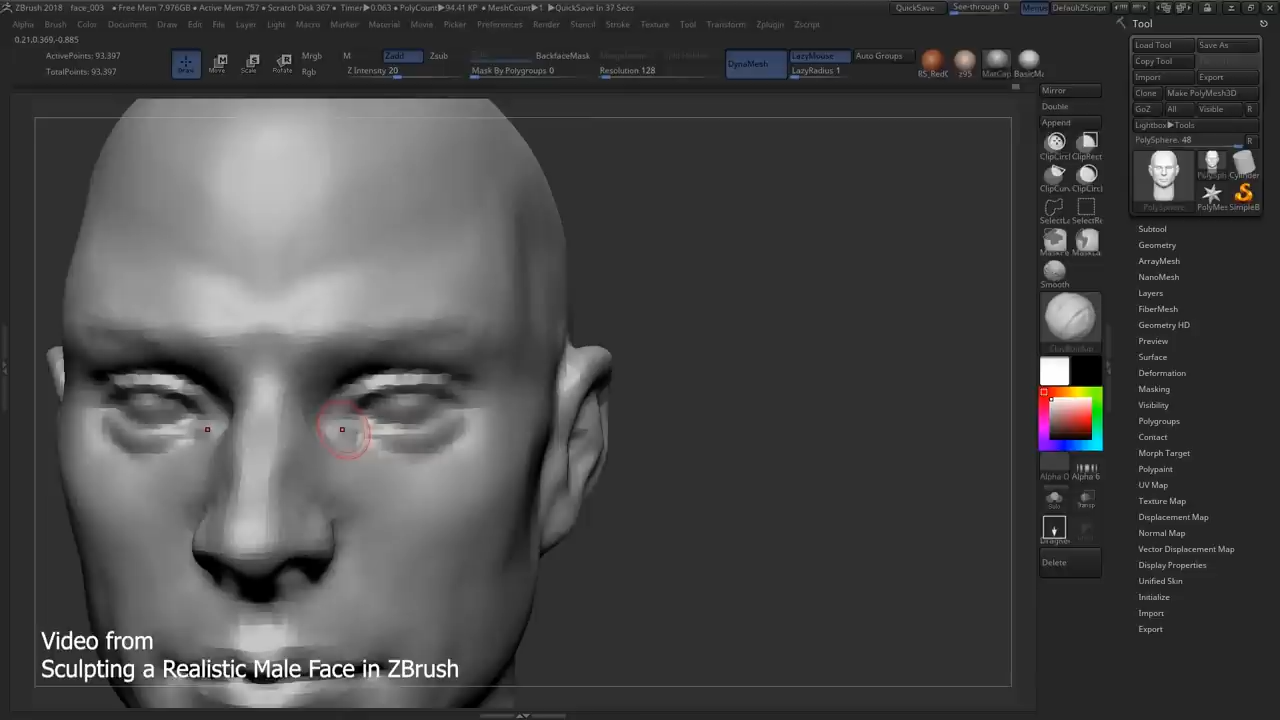 ZBrush 2018 face_003 • Free Mem 7.976GB • Active Mem 757 • Scratch Disk 367 • Timer▶0.063 • PolyCount▶94.41 KP • MeshCount▶1 ▶QuickSave In 37 Secs QuickSave See-through 0 Menus DefaultZScript
Alpha Brush Color Document Draw Edit File Layer Light Macro Marker Material Movie Picker Preferences Render Stencil Stroke Texture Tool Transform Zplugin Zscript
0.21,0.369,-0.885
ActivePoints: 93,397
TotalPoints: 93,397
Draw Move Scale Rotate
Mrgb M
Rgb
Zadd Zsub
Z Intensity 20
BackfaceMask
Mask By Polygroups 0
Resolution 128
DynaMesh
LazyMouse Auto Groups
LazyRadius 1
RS_RedC z95 MatCap BasicMa
Mirror
Double
Append
ClipCircl ClipRect
ClipCurv ClipCircl
SelectLa SelectRe
MaskPe MaskLa
Smooth
Alpha O Alpha 6
Solo Transp
Delete
Tool
Load Tool Save As
Copy Tool
Import Export
Clone Make PolyMesh3D
GoZ All Visible R
Lightbox▶Tools
PolySphere. 48 R
PolySphere PolySph Cylinder
PolyMes SimpleB
Subtool
Geometry
ArrayMesh
NanoMesh
Layers
FiberMesh
Geometry HD
Preview
Surface
Deformation
Masking
Visibility
Polygroups
Contact
Morph Target
Polypaint
UV Map
Texture Map
Displacement Map
Normal Map
Vector Displacement Map
Display Properties
Unified Skin
Initialize
Import
Export
Video from
Sculpting a Realistic Male Face in ZBrush